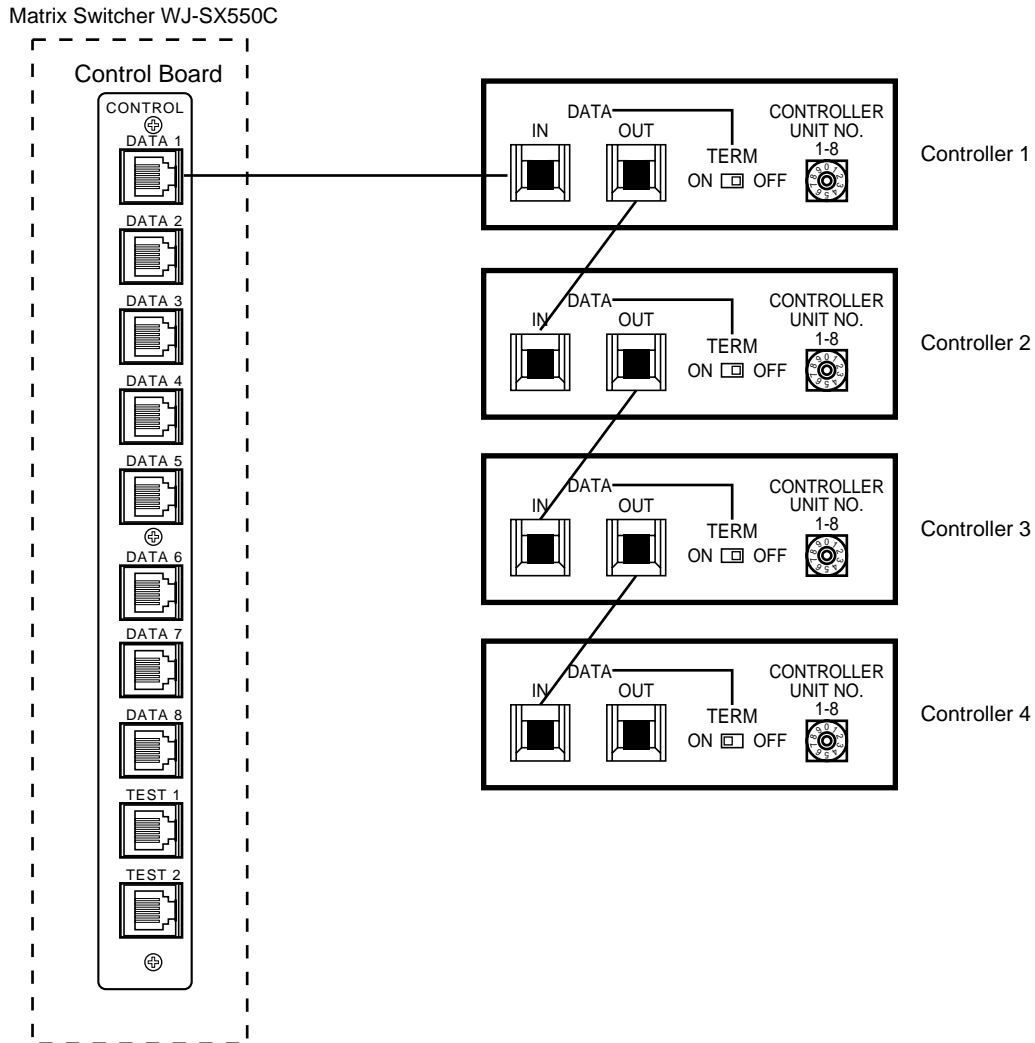 Matrix Switcher WJ-SX550C
Control Board
CONTROL
DATA 1
DATA 2
DATA 3
DATA 4
DATA 5
DATA 6
DATA 7
DATA 8
TEST 1
TEST 2
DATA
IN
OUT
TERM
ON OFF
CONTROLLER
UNIT NO.
1-8
Controller 1
DATA
IN
OUT
TERM
ON OFF
CONTROLLER
UNIT NO.
1-8
Controller 2
DATA
IN
OUT
TERM
ON OFF
CONTROLLER
UNIT NO.
1-8
Controller 3
DATA
IN
OUT
TERM
ON OFF
CONTROLLER
UNIT NO.
1-8
Controller 4